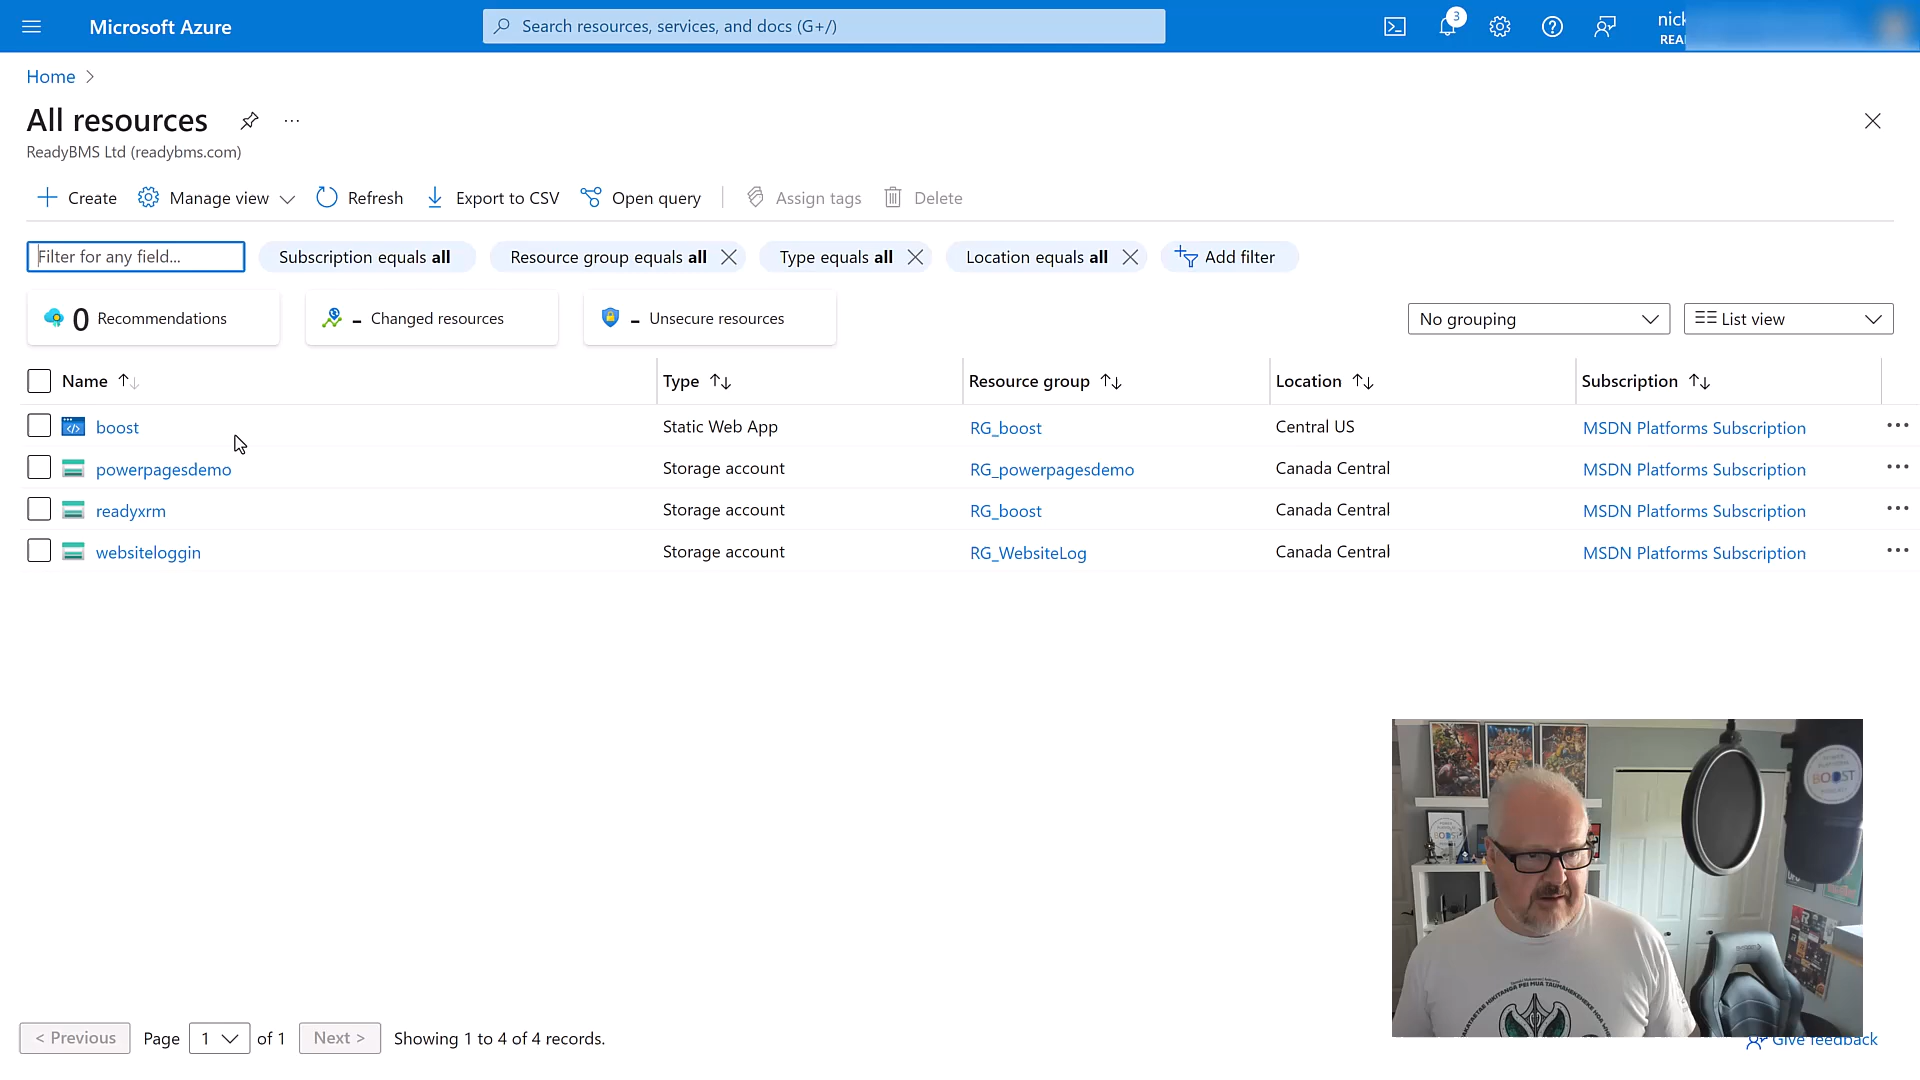 Microsoft Azure
Search resources, services, and docs (G+/)
3
nick
REA
Home
All resources
ReadyBMS Ltd (readybms.com)
Create
Manage view
Refresh
Export to CSV
Open query
Assign tags
Delete
Filter for any field...
Subscription equals all
Resource group equals all
Type equals all
Location equals all
Add filter
0 Recommendations
- Changed resources
- Unsecure resources
No grouping
List view
Name Type Resource group Location Subscription
boost Static Web App RG_boost Central US MSDN Platforms Subscription
powerpagesdemo Storage account RG_powerpagesdemo Canada Central MSDN Platforms Subscription
readyxrm Storage account RG_boost Canada Central MSDN Platforms Subscription
websiteloggin Storage account RG_WebsiteLog Canada Central MSDN Platforms Subscription
BOOST
< Previous Page 1 of 1 Next > Showing 1 to 4 of 4 records.
Give feedback